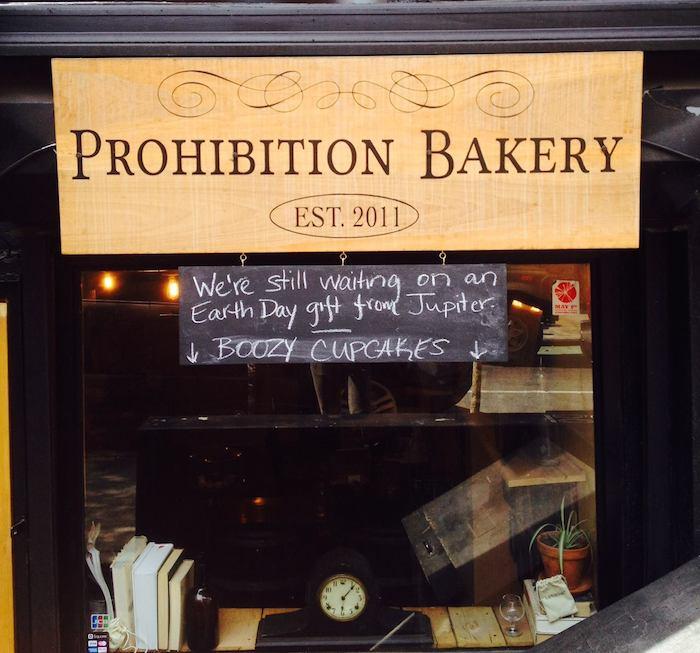 PROHIBITION BAKERY
EST. 2011
We're still waiting on an
Earth Day gift from Jupiter.
↓ BOOZY CUPCAKES ↓